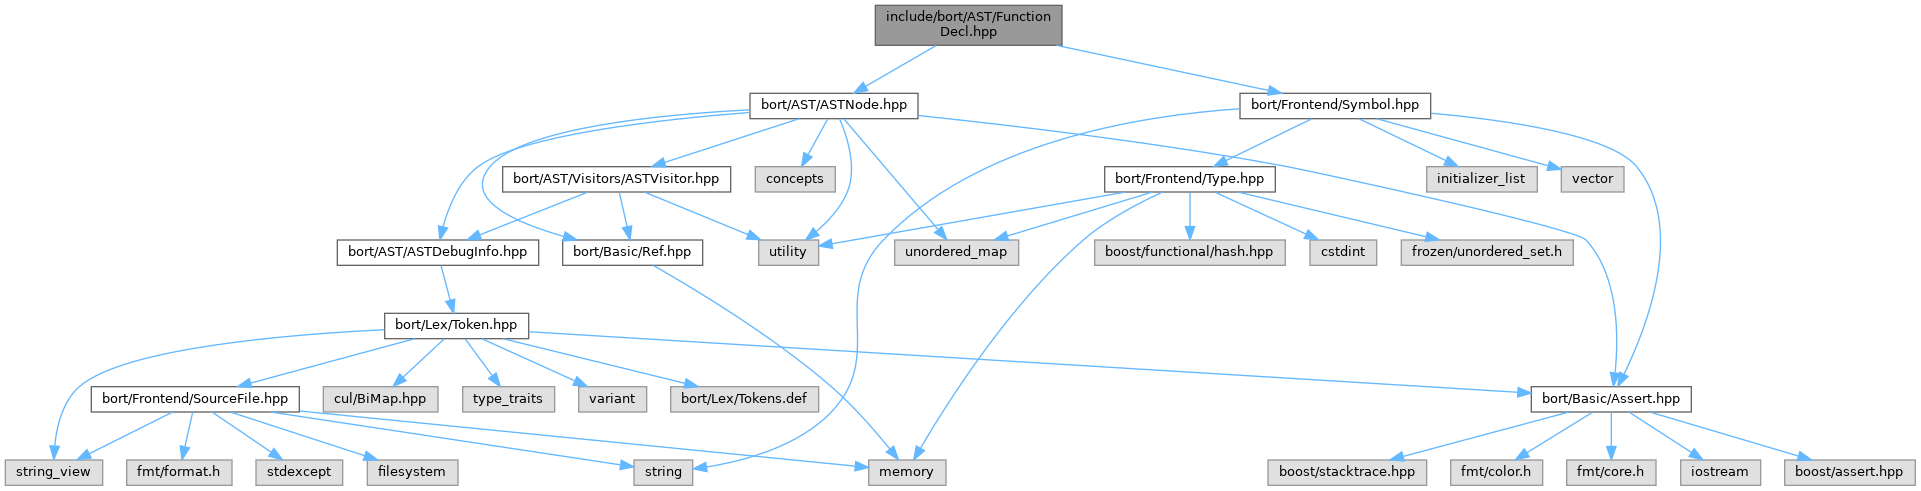 include/bort/AST/Function
Decl.hpp
bort/AST/ASTNode.hpp
bort/Frontend/Symbol.hpp
bort/AST/Visitors/ASTVisitor.hpp
concepts
bort/Frontend/Type.hpp
initializer_list
vector
bort/AST/ASTDebugInfo.hpp
bort/Basic/Ref.hpp
utility
unordered_map
boost/functional/hash.hpp
cstdint
frozen/unordered_set.h
bort/Lex/Token.hpp
bort/Frontend/SourceFile.hpp
cul/BiMap.hpp
type_traits
variant
bort/Lex/Tokens.def
bort/Basic/Assert.hpp
string_view
fmt/format.h
stdexcept
filesystem
string
memory
boost/stacktrace.hpp
fmt/color.h
fmt/core.h
iostream
boost/assert.hpp